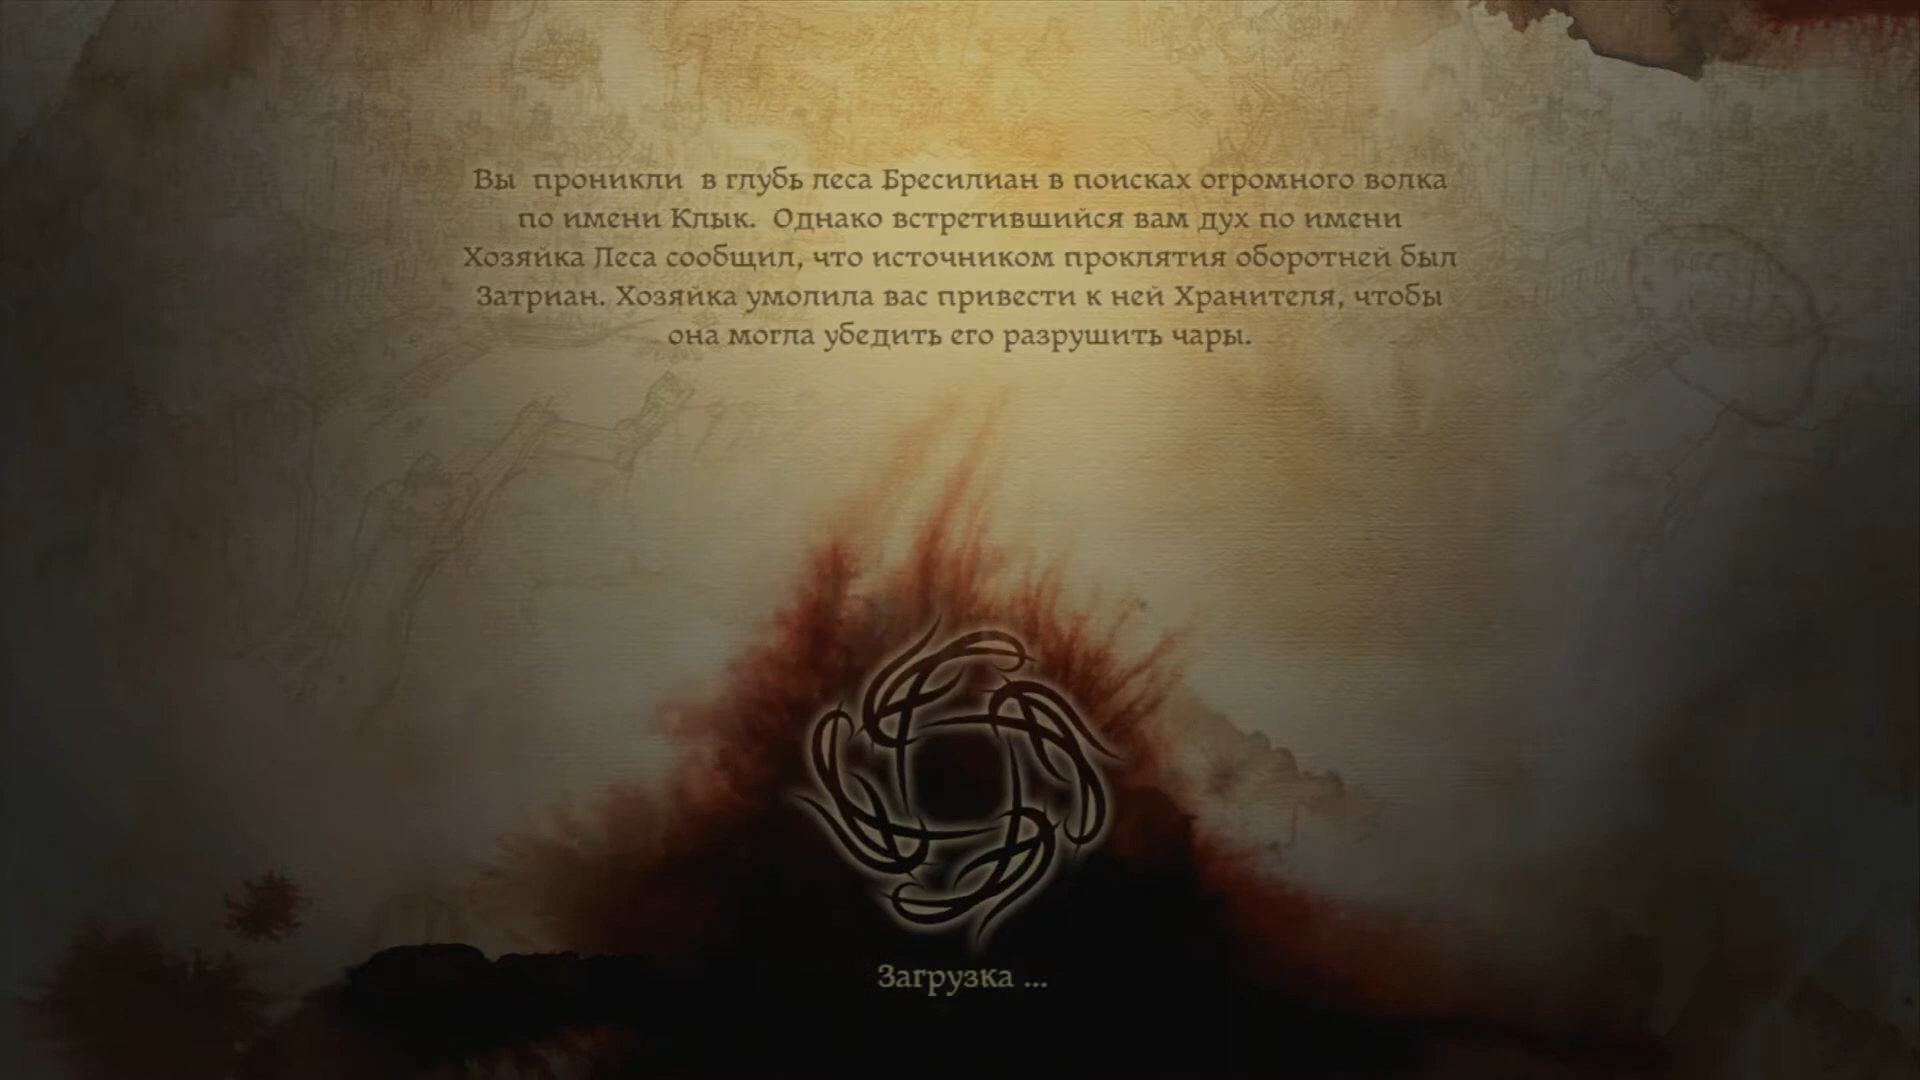 Вы проникли в глубь леса Бресилиан в поисках огромного волка
по имени Клык. Однако встретившийся вам дух по имени
Хозяйка Леса сообщил, что источником проклятия оборотней был
Затриан. Хозяйка умолила вас привести к ней Хранителя, чтобы
она могла убедить его разрушить чары.
Загрузка ...